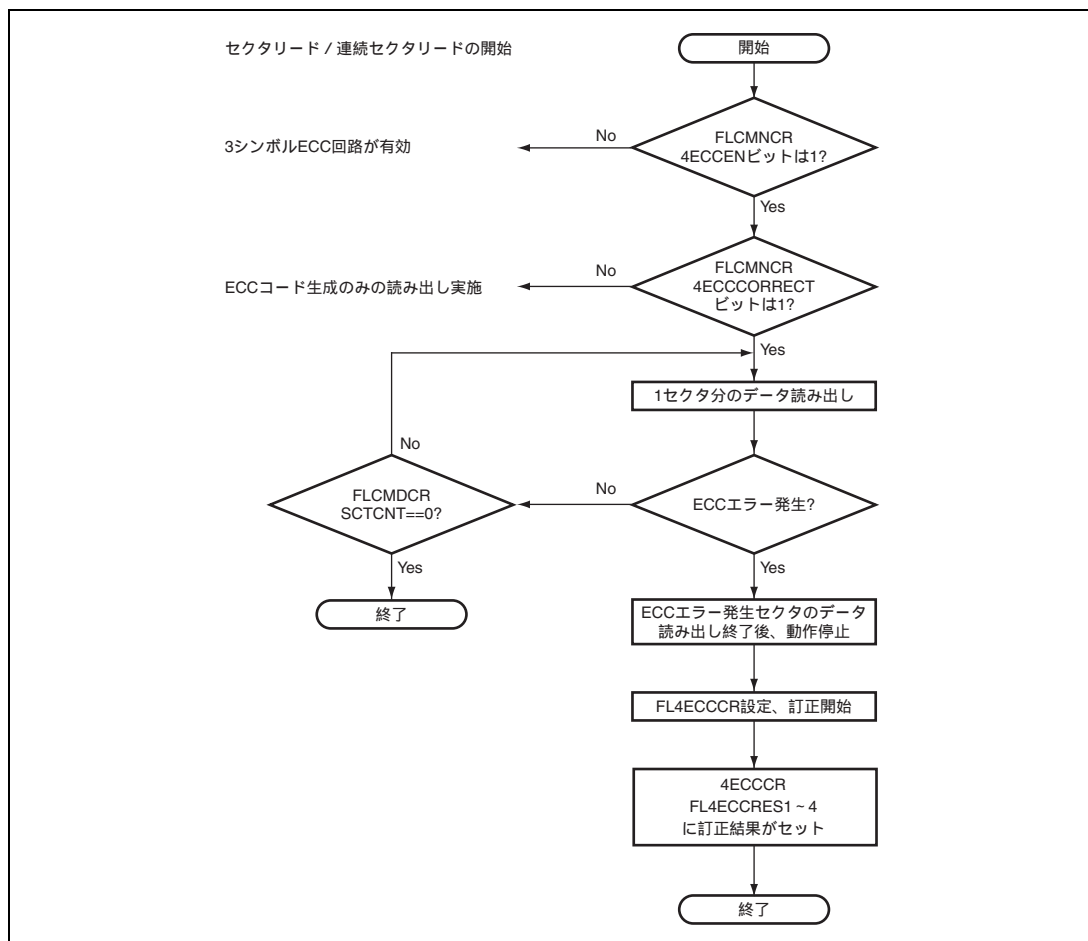 セクタリード / 連続セクタリードの開始
開始
3シンボルECC回路が有効
No
FLCMNCR
4ECCENビットは1?
Yes
ECCコード生成のみの読み出し実施
No
FLCMNCR
4ECCCORRECT
ビットは1?
Yes
1セクタ分のデータ読み出し
No
FLCMDCR
SCTCNT==0?
No
ECCエラー発生?
Yes
Yes
終了
ECCエラー発生セクタのデータ
読み出し終了後、動作停止
FL4ECCCR設定、訂正開始
4ECCCR
FL4ECCRES1 ~ 4
に訂正結果がセット
終了